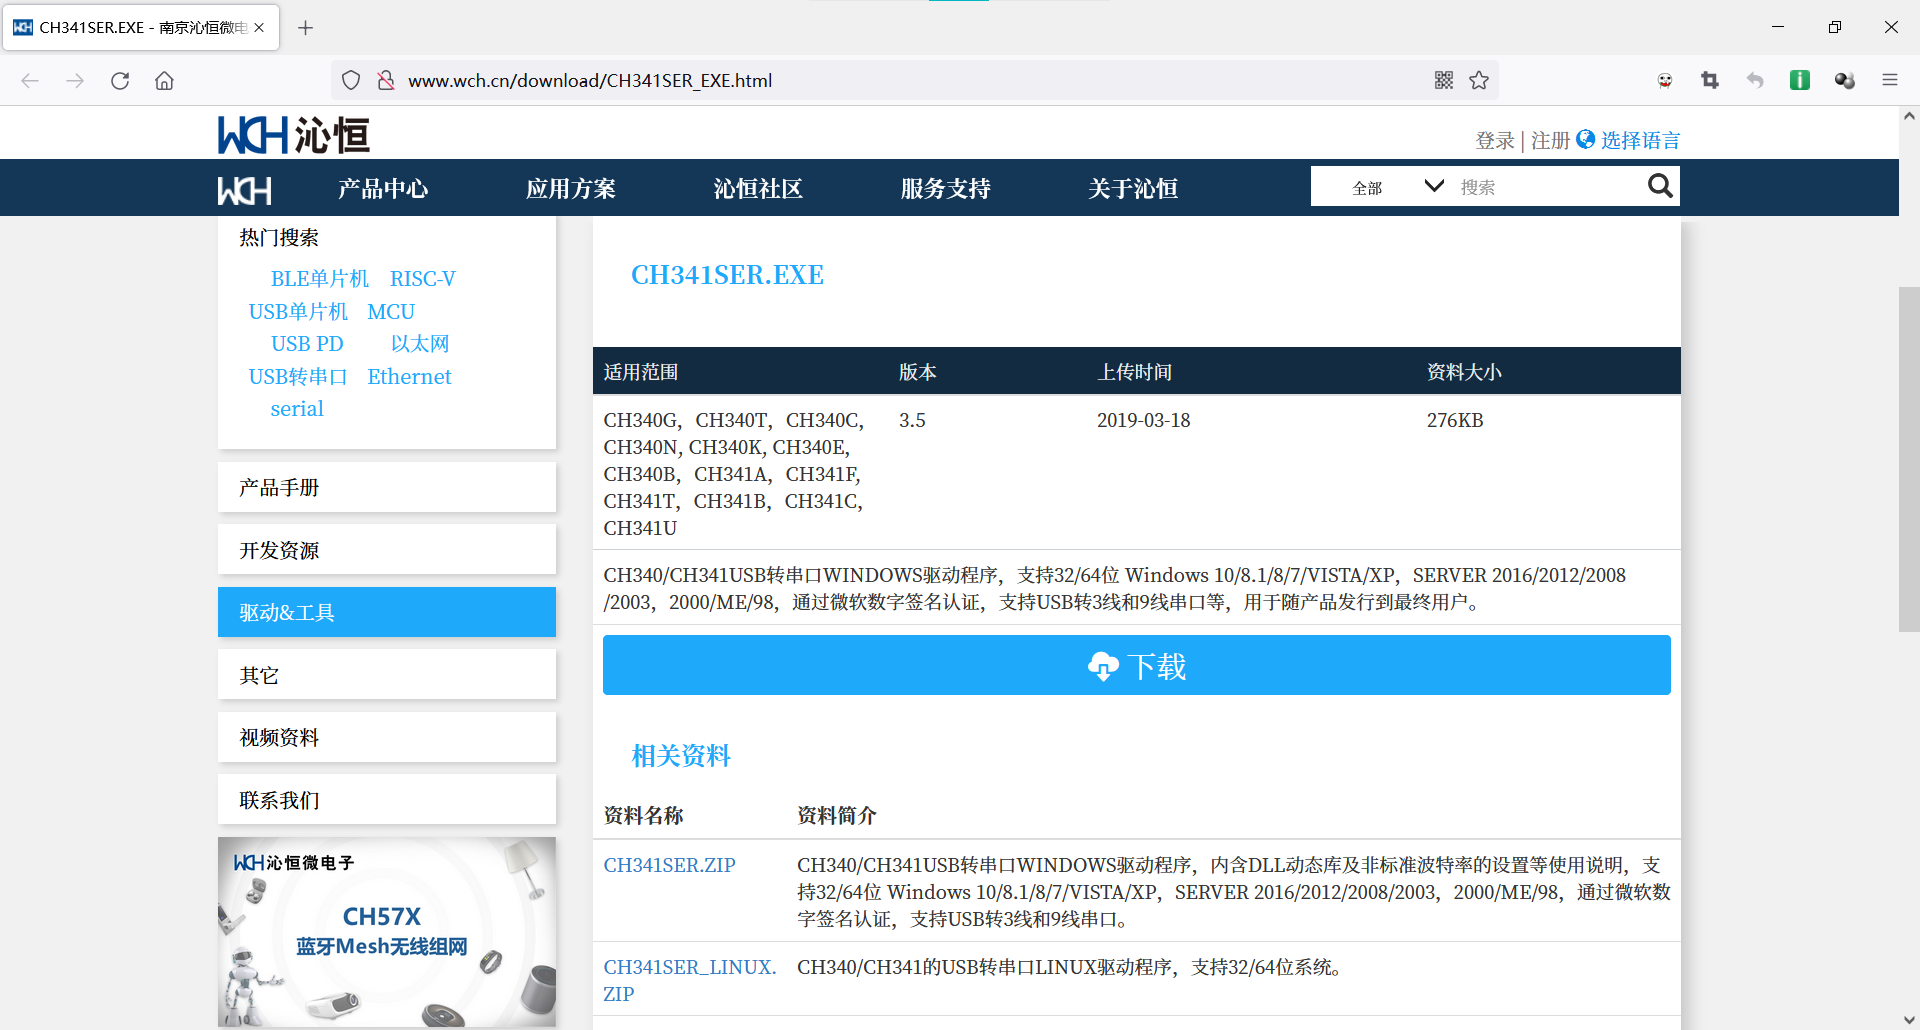 CH341SER.EXE - 南京沁恒微电
www.wch.cn/download/CH341SER_EXE.html
WCH 沁恒
登录 | 注册 选择语言
WCH 产品中心 应用方案 沁恒社区 服务支持 关于沁恒 全部 搜索
热门搜索
BLE单片机 RISC-V
USB单片机 MCU
USB PD 以太网
USB转串口 Ethernet
serial
产品手册
开发资源
驱动&工具
其它
视频资料
联系我们
WCH 沁恒微电子
CH57X
蓝牙Mesh无线组网
CH341SER.EXE
适用范围 版本 上传时间 资料大小
CH340G，CH340T，CH340C， 3.5 2019-03-18 276KB
CH340N, CH340K, CH340E,
CH340B，CH341A，CH341F,
CH341T，CH341B，CH341C,
CH341U
CH340/CH341USB转串口WINDOWS驱动程序，支持32/64位 Windows 10/8.1/8/7/VISTA/XP，SERVER 2016/2012/2008
/2003，2000/ME/98，通过微软数字签名认证，支持USB转3线和9线串口等，用于随产品发行到最终用户。
下载
相关资料
资料名称 资料简介
CH341SER.ZIP CH340/CH341USB转串口WINDOWS驱动程序，内含DLL动态库及非标准波特率的设置等使用说明，支
持32/64位 Windows 10/8.1/8/7/VISTA/XP，SERVER 2016/2012/2008/2003，2000/ME/98，通过微软数
字签名认证，支持USB转3线和9线串口。
CH341SER_LINUX. CH340/CH341的USB转串口LINUX驱动程序，支持32/64位系统。
ZIP